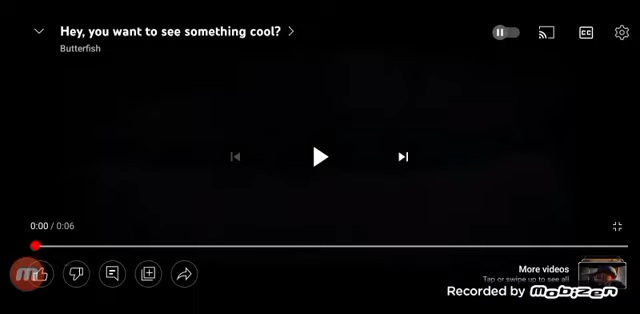 Hey, you want to see something cool?
Butterfish
CC
0:00 / 0:06
More videos
Tap or swipe up to see all
Recorded by mobizen
m